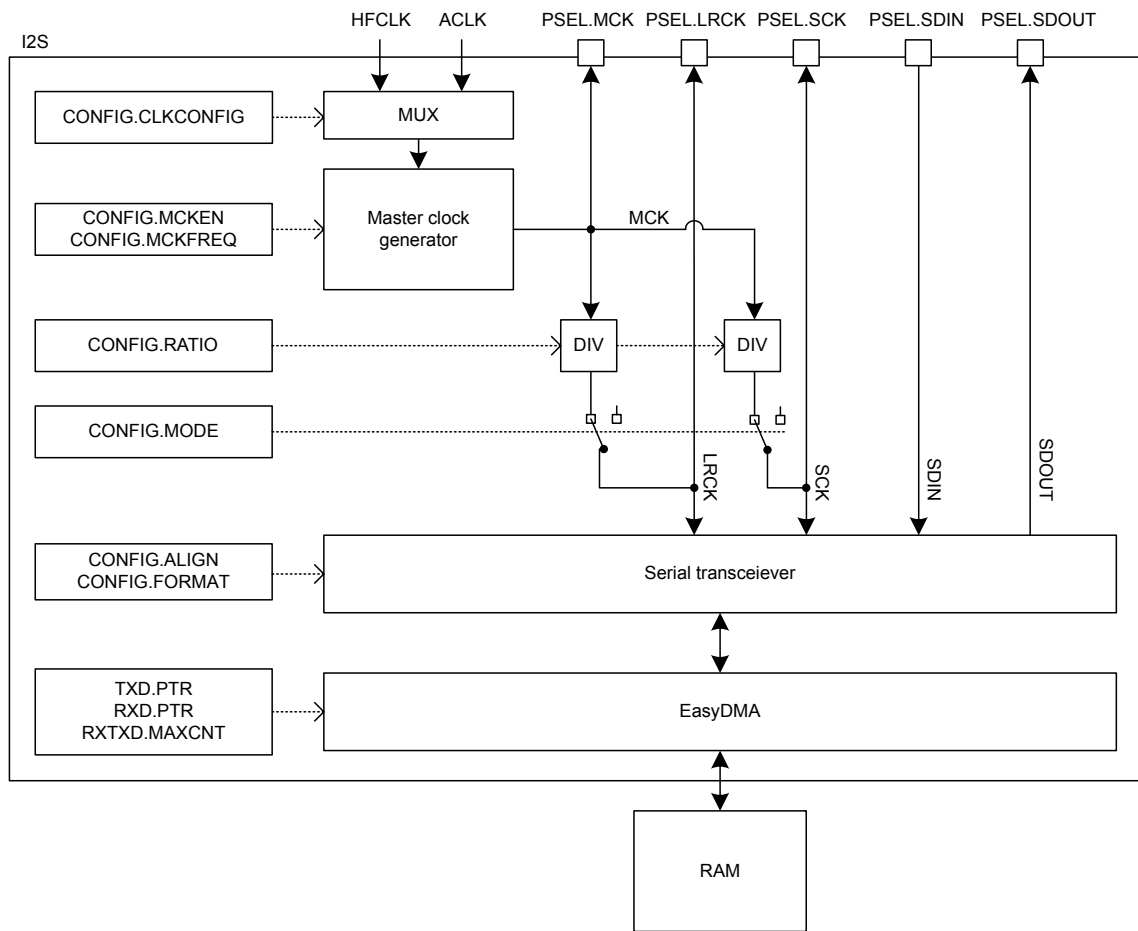 HFCLK
ACLK
PSEL.MCK
PSEL.LRCK
PSEL.SCK
PSEL.SDIN
PSEL.SDOUT
I2S
CONFIG.CLKCONFIG
MUX
CONFIG.MCKEN
CONFIG.MCKFREQ
Master clock
generator
MCK
CONFIG.RATIO
DIV
DIV
CONFIG.MODE
LRCK
SCK
SDIN
SDOUT
CONFIG.ALIGN
CONFIG.FORMAT
Serial transceiever
TXD.PTR
RXD.PTR
RXTXD.MAXCNT
EasyDMA
RAM